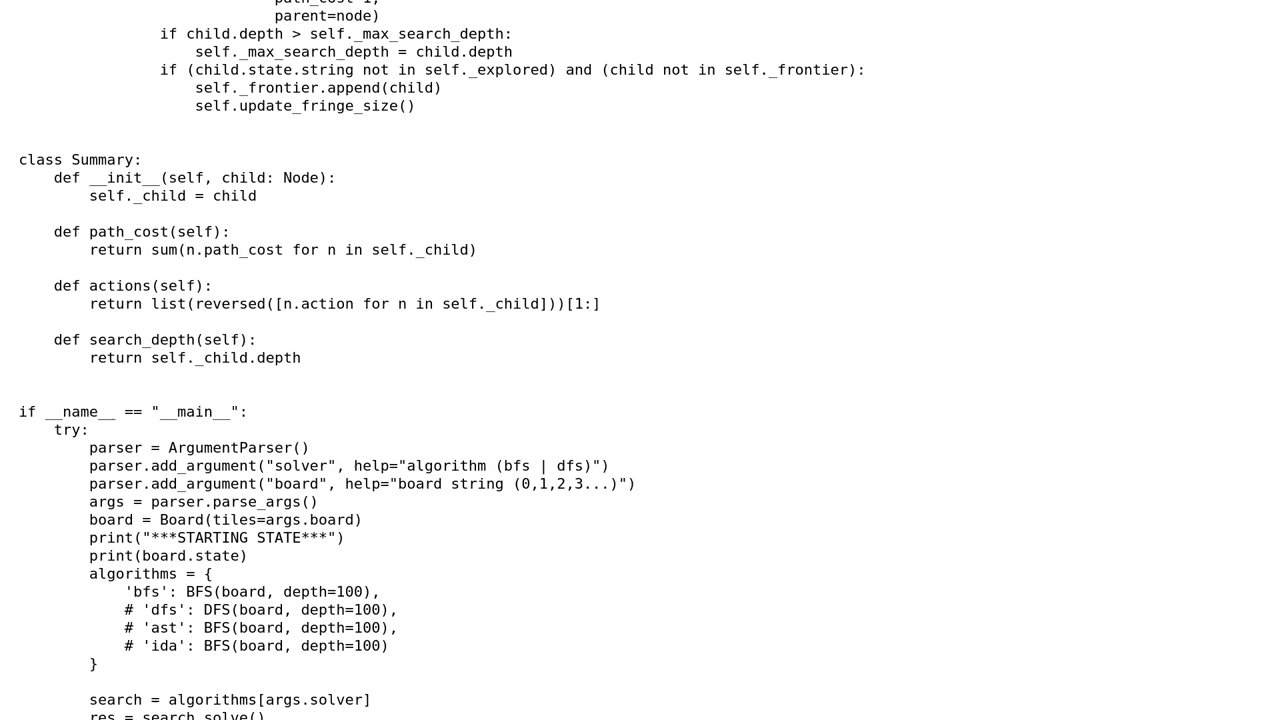 path_cost=1,
parent=node)
if child.depth > self._max_search_depth:
self._max_search_depth = child.depth
if (child.state.string not in self._explored) and (child not in self._frontier):
self._frontier.append(child)
self.update_fringe_size()
class Summary:
def __init__(self, child: Node):
self._child = child
def path_cost(self):
return sum(n.path_cost for n in self._child)
def actions(self):
return list(reversed([n.action for n in self._child]))[1:]
def search_depth(self):
return self._child.depth
if __name__ == "__main__":
try:
parser = ArgumentParser()
parser.add_argument("solver", help="algorithm (bfs | dfs)")
parser.add_argument("board", help="board string (0,1,2,3...)")
args = parser.parse_args()
board = Board(tiles=args.board)
print("***STARTING STATE***")
print(board.state)
algorithms = {
'bfs': BFS(board, depth=100),
# 'dfs': DFS(board, depth=100),
# 'ast': BFS(board, depth=100),
# 'ida': BFS(board, depth=100)
}
search = algorithms[args.solver]
res = search.solve()